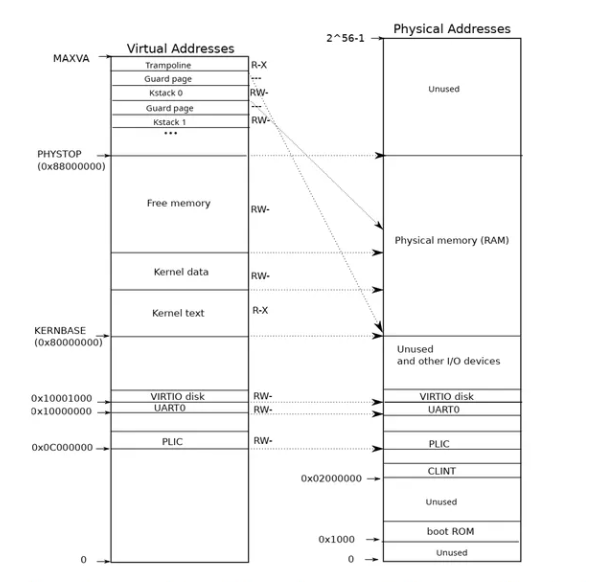 Virtual Addresses
MAXVA
Trampoline R-X
Guard page ---
Kstack 0 RW-
Guard page ---
Kstack 1 RW-
...
PHYSTOP
(0x88000000)
Free memory RW-
Kernel data RW-
Kernel text R-X
KERNBASE
(0x80000000)
0x10001000 VIRTIO disk RW-
0x10000000 UART0 RW-
0x0C000000 PLIC RW-
0
Physical Addresses
2^56-1
Unused
Physical memory (RAM)
Unused
and other I/O devices
VIRTIO disk
UART0
PLIC
CLINT
0x02000000
Unused
boot ROM
0x1000
Unused
0